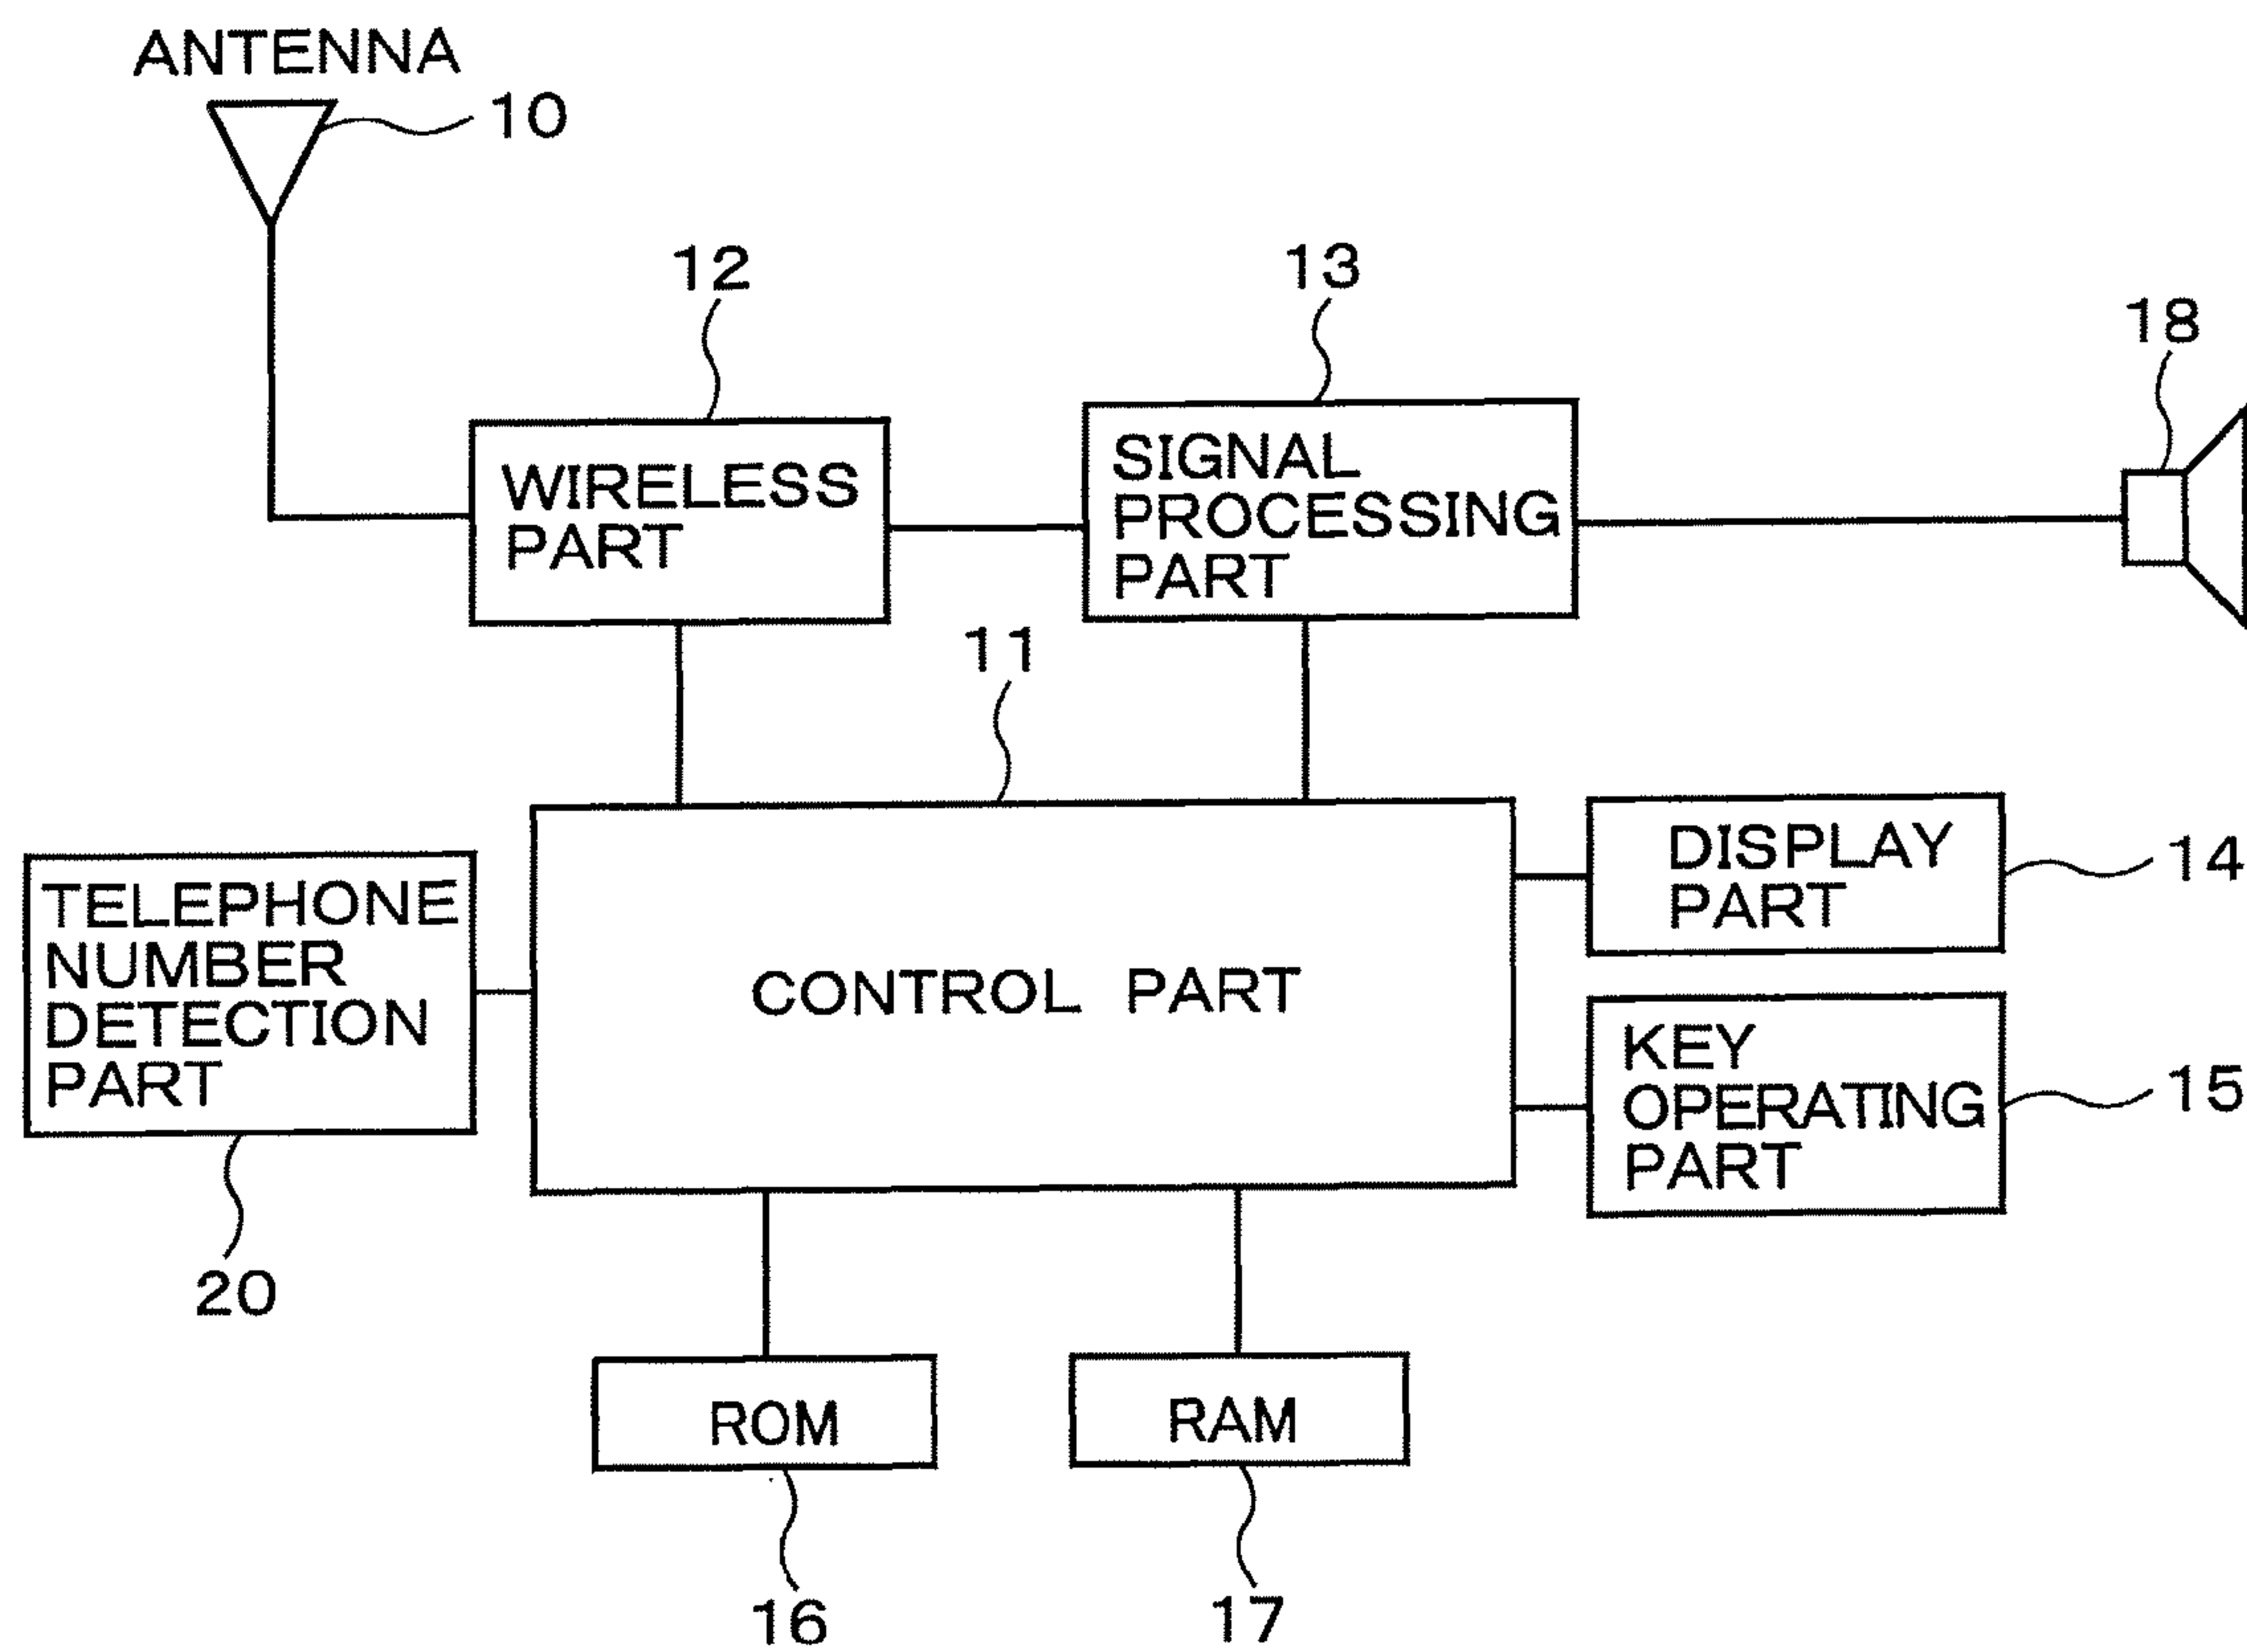 ANTENNA
10
12
13
18
WIRELESS
PART
SIGNAL
PROCESSING
PART
11
TELEPHONE
NUMBER
DETECTION
PART
CONTROL PART
DISPLAY
PART
14
KEY
OPERATING
PART
15
20
ROM
RAM
16
17